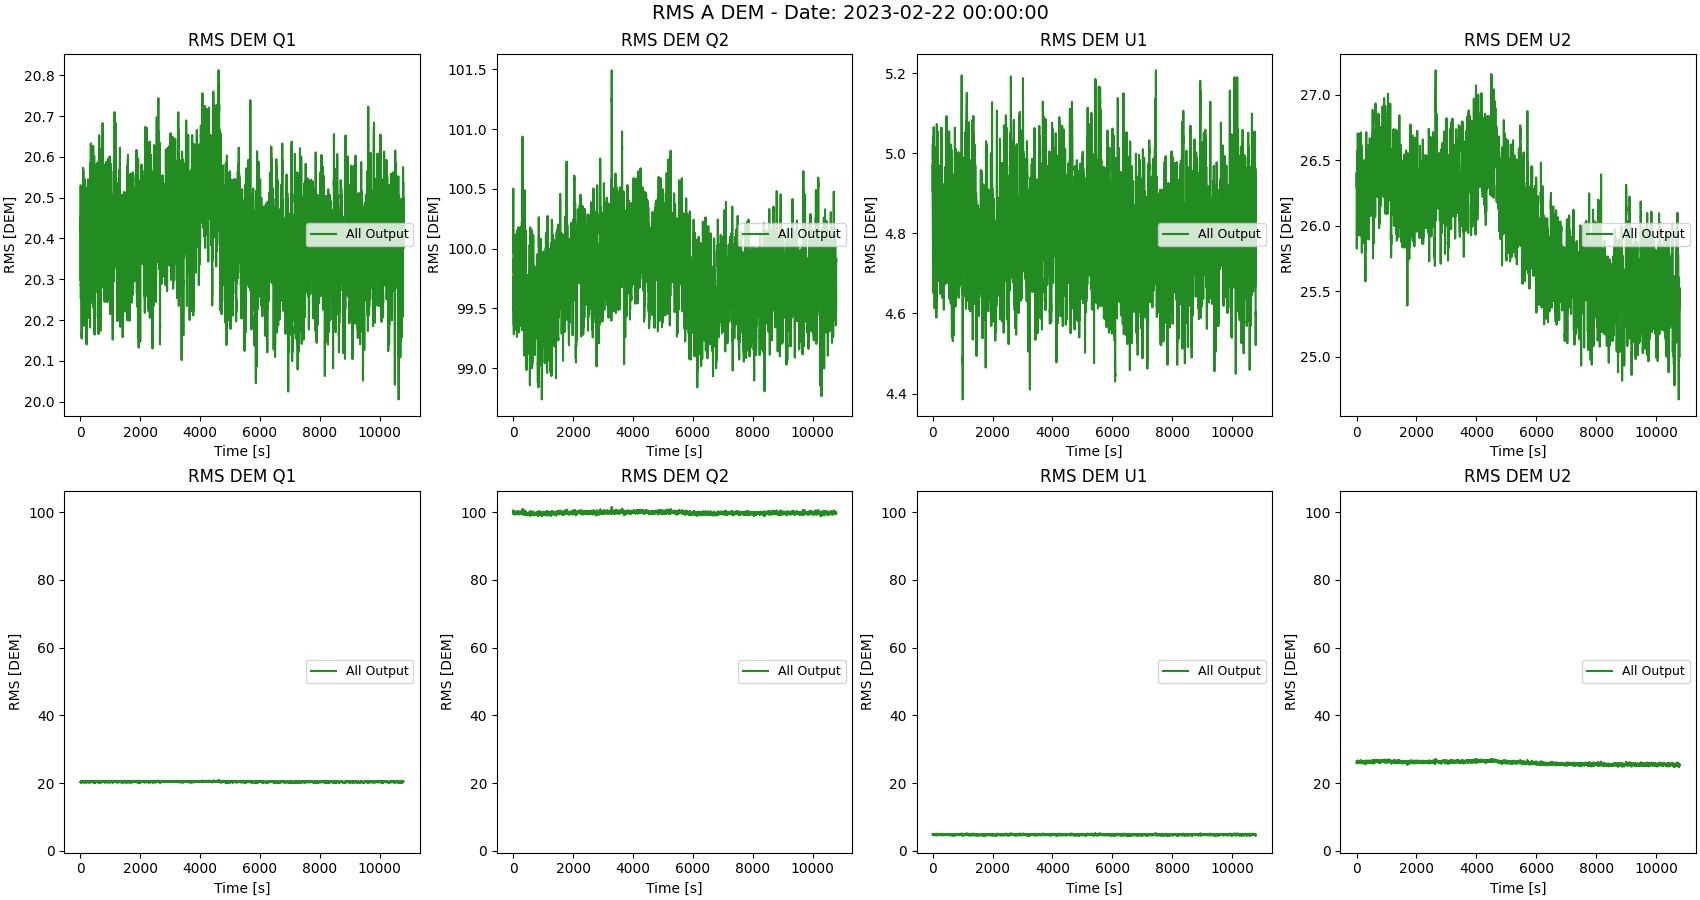 RMS A DEM - Date: 2023-02-22 00:00:00
RMS DEM Q1
RMS [DEM]
20.8
20.7
20.6
20.5
20.4
20.3
20.2
20.1
20.0
All Output
0 2000 4000 6000 8000 10000
Time [s]
RMS DEM Q2
RMS [DEM]
101.5
101.0
100.5
100.0
99.5
99.0
All Output
0 2000 4000 6000 8000 10000
Time [s]
RMS DEM U1
RMS [DEM]
5.2
5.0
4.8
4.6
4.4
All Output
0 2000 4000 6000 8000 10000
Time [s]
RMS DEM U2
RMS [DEM]
27.0
26.5
26.0
25.5
25.0
All Output
0 2000 4000 6000 8000 10000
Time [s]
RMS DEM Q1
RMS [DEM]
100
80
60
40
20
0
All Output
0 2000 4000 6000 8000 10000
Time [s]
RMS DEM Q2
RMS [DEM]
100
80
60
40
20
0
All Output
0 2000 4000 6000 8000 10000
Time [s]
RMS DEM U1
RMS [DEM]
100
80
60
40
20
0
All Output
0 2000 4000 6000 8000 10000
Time [s]
RMS DEM U2
RMS [DEM]
100
80
60
40
20
0
All Output
0 2000 4000 6000 8000 10000
Time [s]